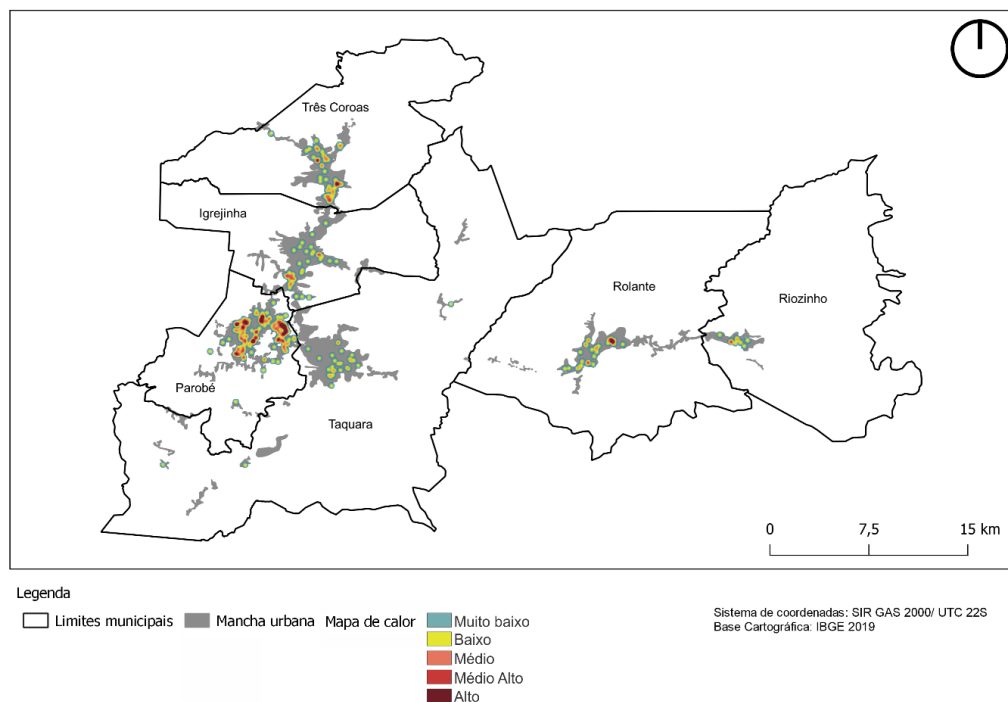 Três Coroas
Igrejinha
Rolante
Riozinho
Parobé
Taquara
0 7,5 15 km
Legenda
Limites municipais Mancha urbana Mapa de calor
Muito baixo
Baixo
Médio
Médio Alto
Alto
Sistema de coordenadas: SIR GAS 2000/ UTC 22S
Base Cartográfica: IBGE 2019